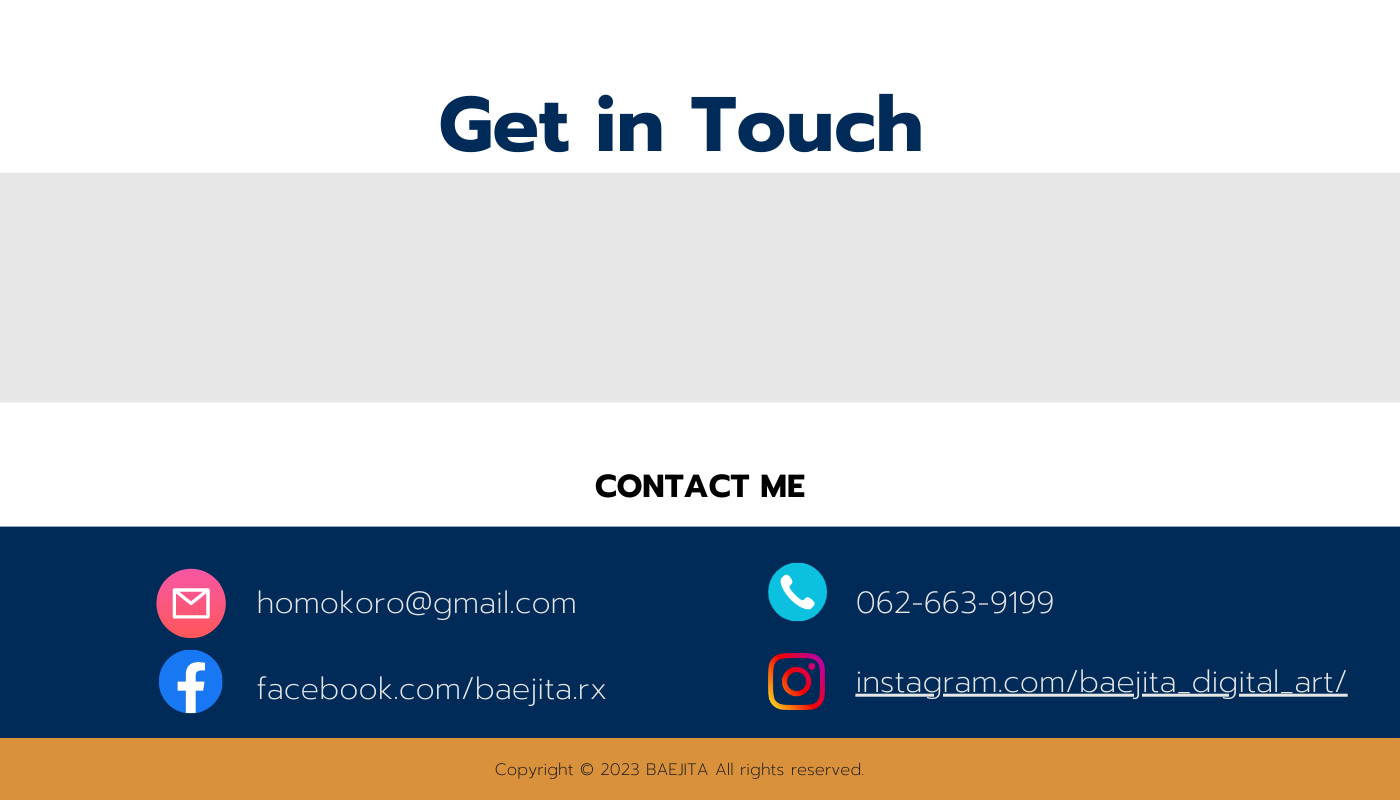 Get in Touch
CONTACT ME
homokoro@gmail.com
062-663-9199
facebook.com/baejita.rx
instagram.com/baejita_digital_art/
Copyright © 2023 BAEJITA All rights reserved.